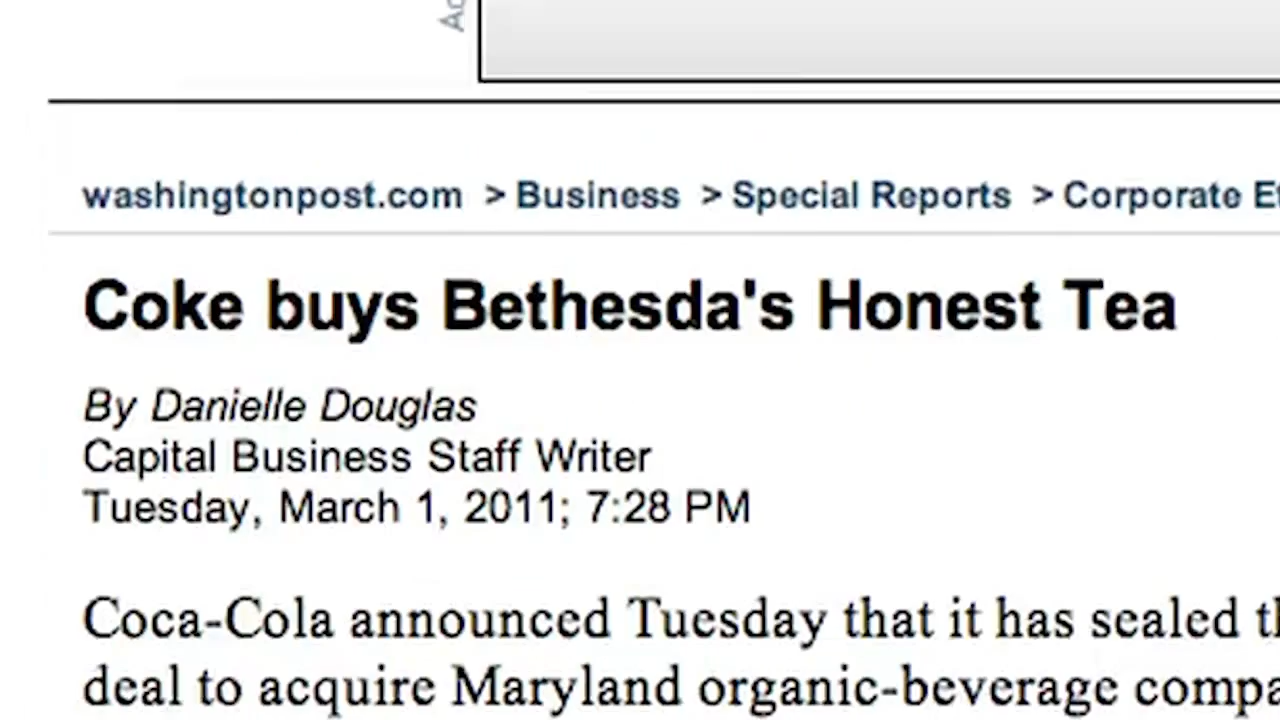 Ad
washingtonpost.com > Business > Special Reports > Corporate
Coke buys Bethesda's Honest Tea
By Danielle Douglas
Capital Business Staff Writer
Tuesday, March 1, 2011; 7:28 PM
Coca-Cola announced Tuesday that it has sealed
deal to acquire Maryland organic-beverage